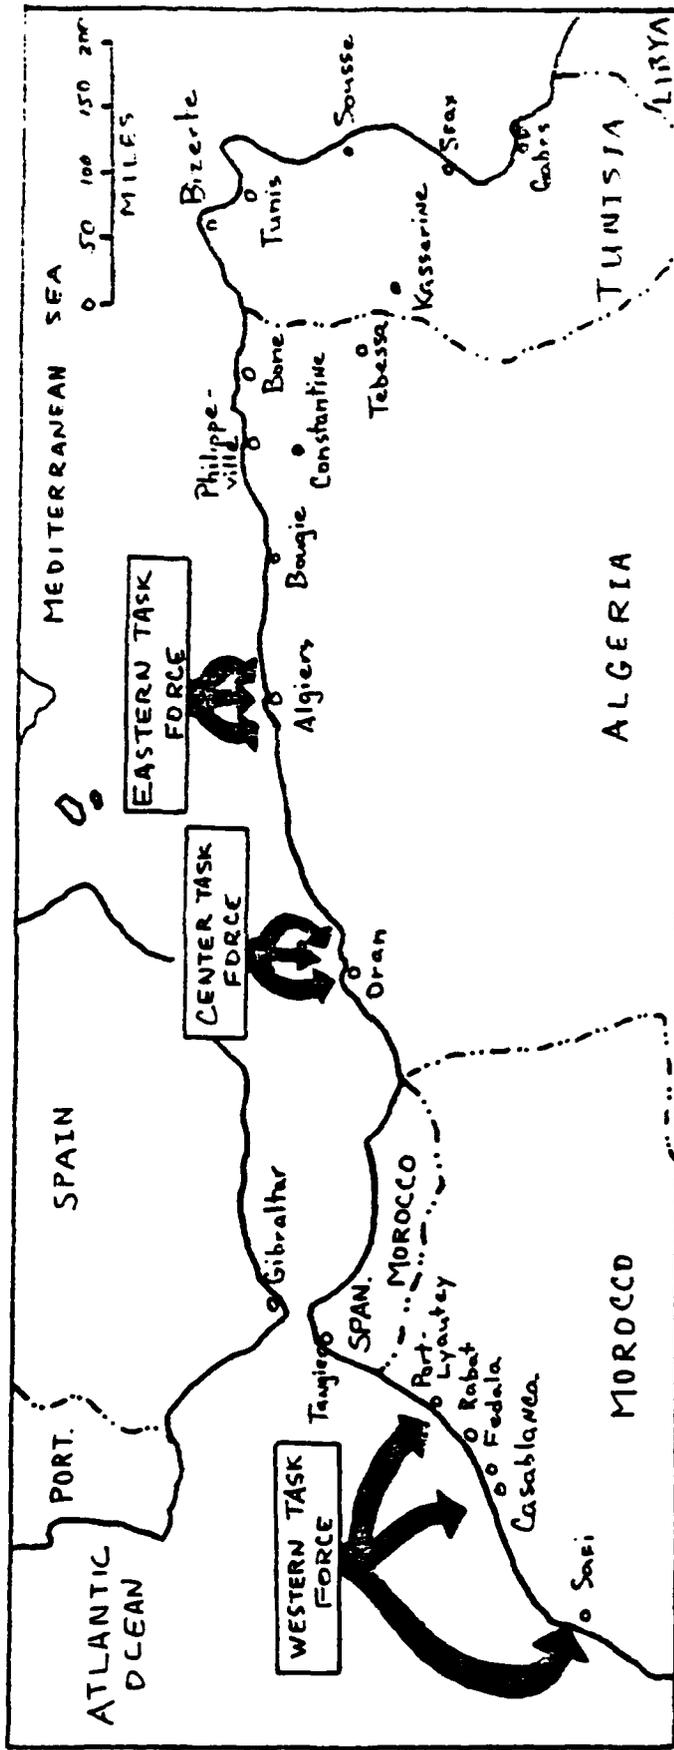 ATLANTIC
OCEAN
PORT.
SPAIN
MEDITERRANEAN SEA
0 50 100 150
MILES
Gibraltar
WESTERN TASK
FORCE
CENTER TASK
FORCE
EASTERN TASK
FORCE
Tangier
SPAN.
MOROCCO
Port-
Lyautey
Rabat
Fedala
Casablanca
Safi
MOROCCO
Oran
Algiers
Bougie
Philippe-
ville
Bone
Constantine
Tebessa
ALGERIA
Bizerte
Tunis
Sousse
Kasserine
Sfax
Gabes
TUNISIA
LIBYA